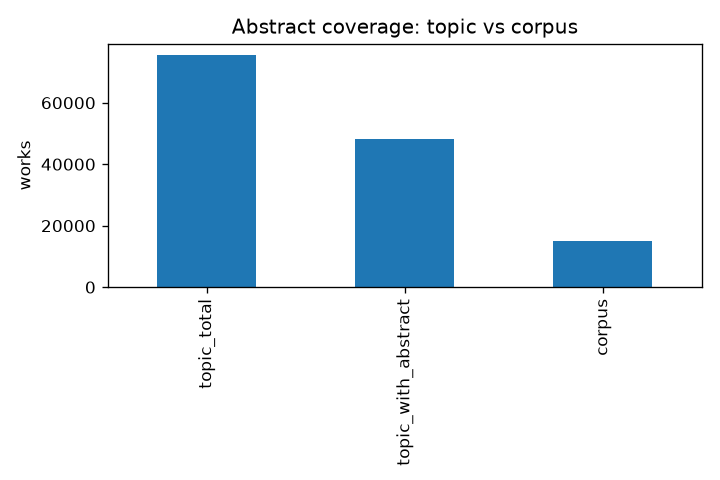 Abstract coverage: topic vs corpus
works
60000
40000
20000
0
topic_total
topic_with_abstract
corpus